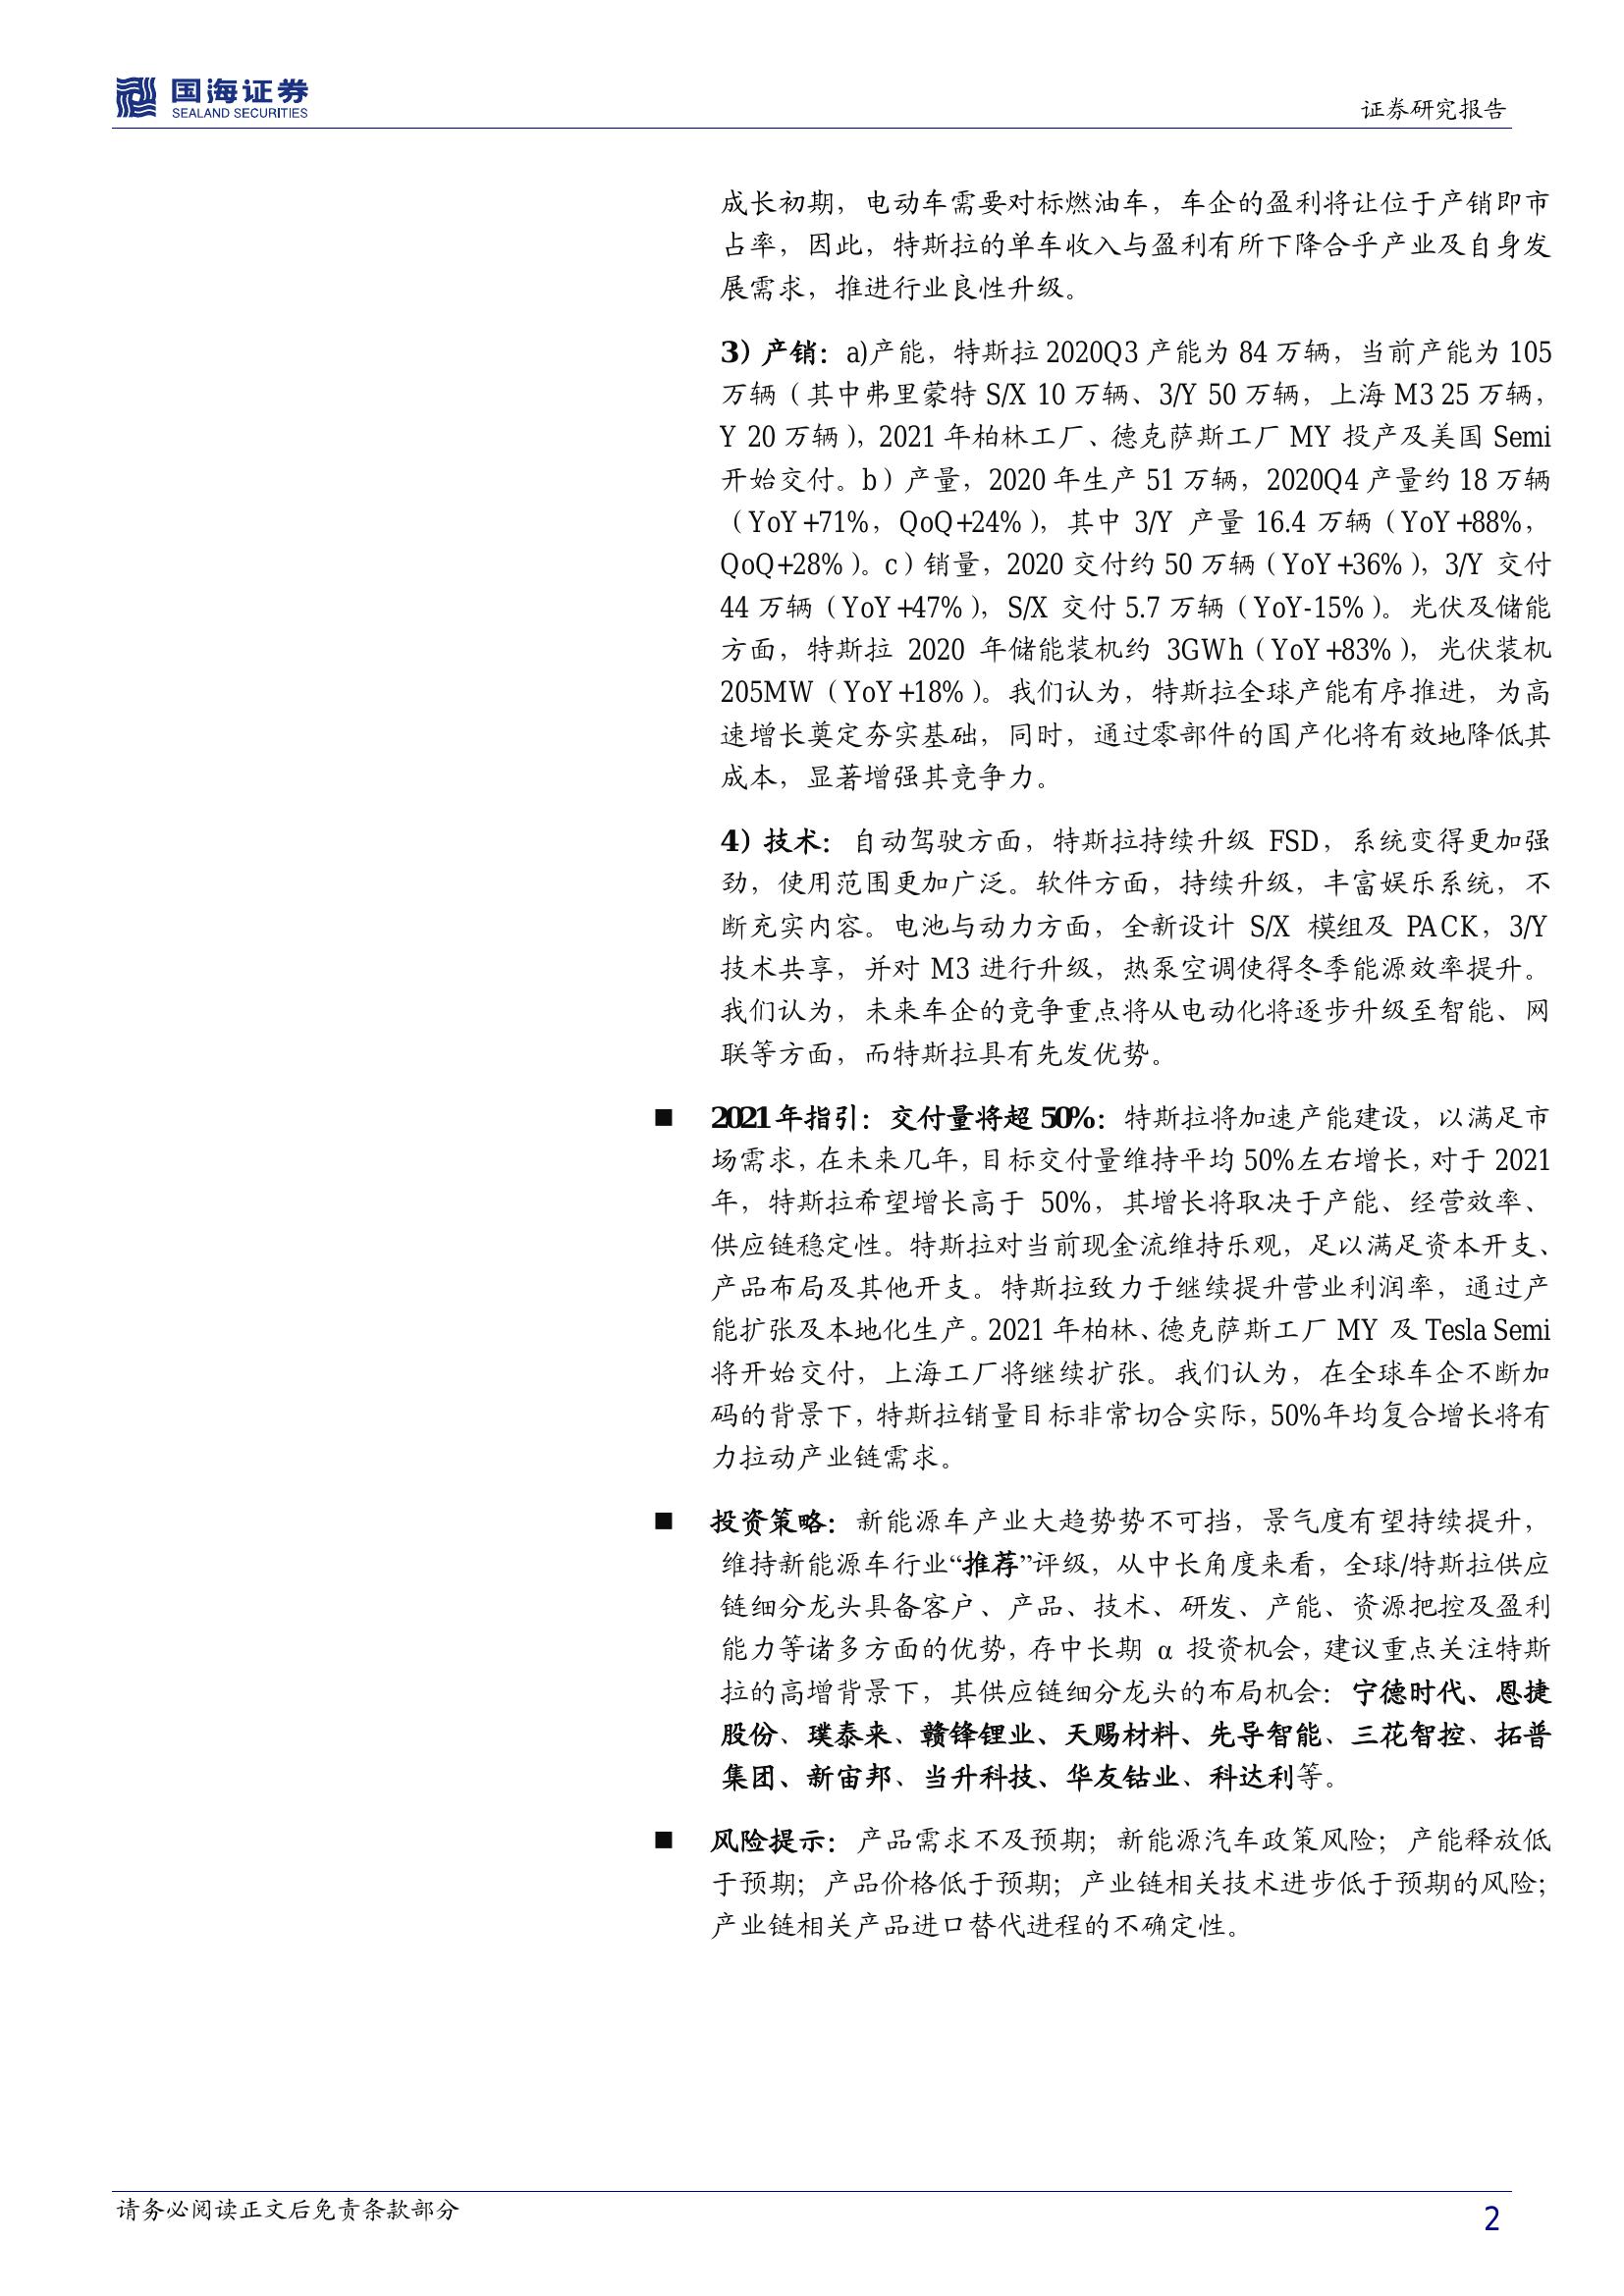 国海证券
SEALAND SECURITIES
证券研究报告
成长初期，电动车需要对标燃油车，车企的盈利将让位于产销即市
占率，因此，特斯拉的单车收入与盈利有所下降合乎产业及自身发
展需求，推进行业良性升级。
3）产销：a)产能，特斯拉 2020Q3 产能为 84 万辆，当前产能为 105
万辆（其中弗里蒙特 S/X 10 万辆、3/Y 50 万辆，上海 M3 25 万辆，
Y 20 万辆），2021 年柏林工厂、德克萨斯工厂 MY 投产及美国 Semi
开始交付。b）产量，2020 年生产 51 万辆，2020Q4 产量约 18 万辆
（YoY+71%，QoQ+24%），其中 3/Y 产量 16.4 万辆（YoY+88%，
QoQ+28%）。c）销量，2020 交付约 50 万辆（YoY+36%），3/Y 交付
44 万辆（YoY+47%），S/X 交付 5.7 万辆（YoY-15%）。光伏及储能
方面，特斯拉 2020 年储能装机约 3GWh（YoY+83%），光伏装机
205MW（YoY+18%）。我们认为，特斯拉全球产能有序推进，为高
速增长奠定夯实基础，同时，通过零部件的国产化将有效地降低其
成本，显著增强其竞争力。
4）技术：自动驾驶方面，特斯拉持续升级 FSD，系统变得更加强
劲，使用范围更加广泛。软件方面，持续升级，丰富娱乐系统，不
断充实内容。电池与动力方面，全新设计 S/X 模组及 PACK，3/Y
技术共享，并对 M3 进行升级，热泵空调使得冬季能源效率提升。
我们认为，未来车企的竞争重点将从电动化将逐步升级至智能、网
联等方面，而特斯拉具有先发优势。
■ 2021年指引：交付量将超 50%：特斯拉将加速产能建设，以满足市
场需求，在未来几年，目标交付量维持平均 50%左右增长，对于 2021
年，特斯拉希望增长高于 50%，其增长将取决于产能、经营效率、
供应链稳定性。特斯拉对当前现金流维持乐观，足以满足资本开支、
产品布局及其他开支。特斯拉致力于继续提升营业利润率，通过产
能扩张及本地化生产。2021 年柏林、德克萨斯工厂 MY 及 Tesla Semi
将开始交付，上海工厂将继续扩张。我们认为，在全球车企不断加
码的背景下，特斯拉销量目标非常切合实际，50%年均复合增长将有
力拉动产业链需求。
■ 投资策略：新能源车产业大趋势势不可挡，景气度有望持续提升，
维持新能源车行业“推荐”评级，从中长角度来看，全球/特斯拉供应
链细分龙头具备客户、产品、技术、研发、产能、资源把控及盈利
能力等诸多方面的优势，存中长期 α 投资机会，建议重点关注特斯
拉的高增背景下，其供应链细分龙头的布局机会：宁德时代、恩捷
股份、璞泰来、赣锋锂业、天赐材料、先导智能、三花智控、拓普
集团、新宙邦、当升科技、华友钴业、科达利等。
■ 风险提示：产品需求不及预期；新能源汽车政策风险；产能释放低
于预期；产品价格低于预期；产业链相关技术进步低于预期的风险；
产业链相关产品进口替代进程的不确定性。
请务必阅读正文后免责条款部分
2